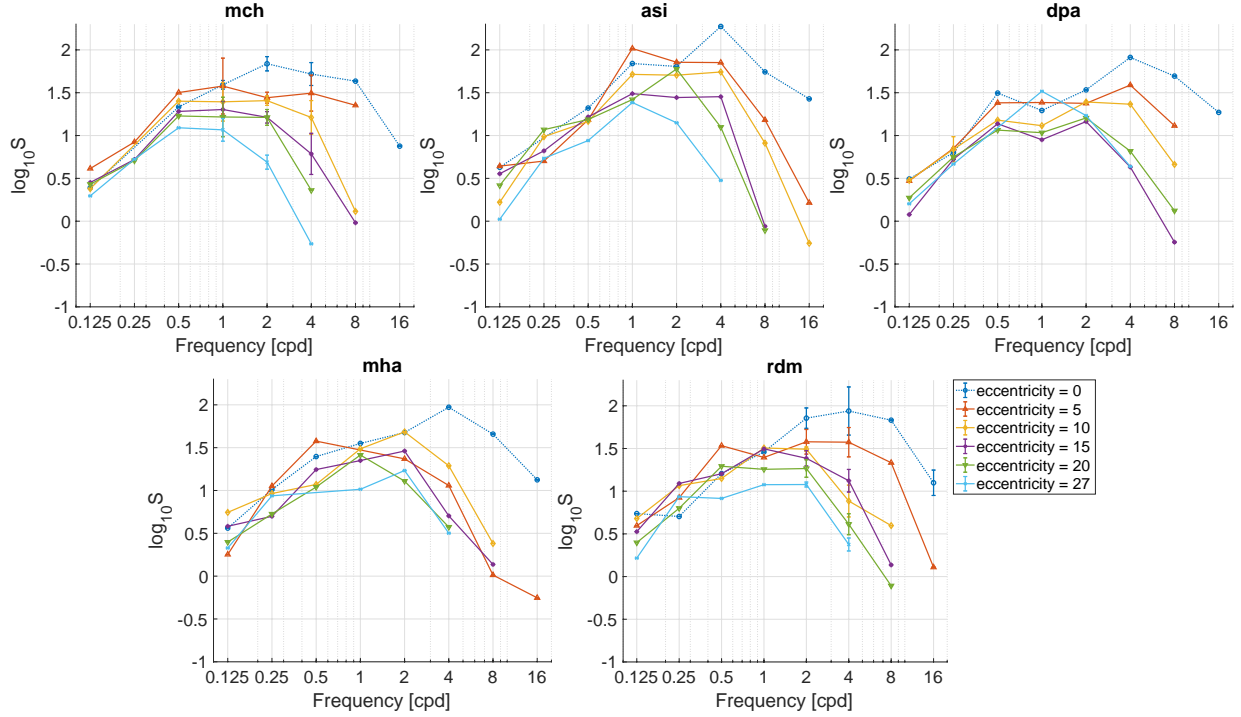 mch
2
1.5
1
0.5
0
-0.5
-1
log10S
0.125 0.25 0.5 1 2 4 8 16
Frequency [cpd]
asi
2
1.5
1
0.5
0
-0.5
-1
log10S
0.125 0.25 0.5 1 2 4 8 16
Frequency [cpd]
dpa
2
1.5
1
0.5
0
-0.5
-1
log10S
0.125 0.25 0.5 1 2 4 8 16
Frequency [cpd]
mha
2
1.5
1
0.5
0
-0.5
-1
log10S
0.125 0.25 0.5 1 2 4 8 16
Frequency [cpd]
rdm
2
1.5
1
0.5
0
-0.5
-1
log10S
0.125 0.25 0.5 1 2 4 8 16
Frequency [cpd]
eccentricity = 0
eccentricity = 5
eccentricity = 10
eccentricity = 15
eccentricity = 20
eccentricity = 27